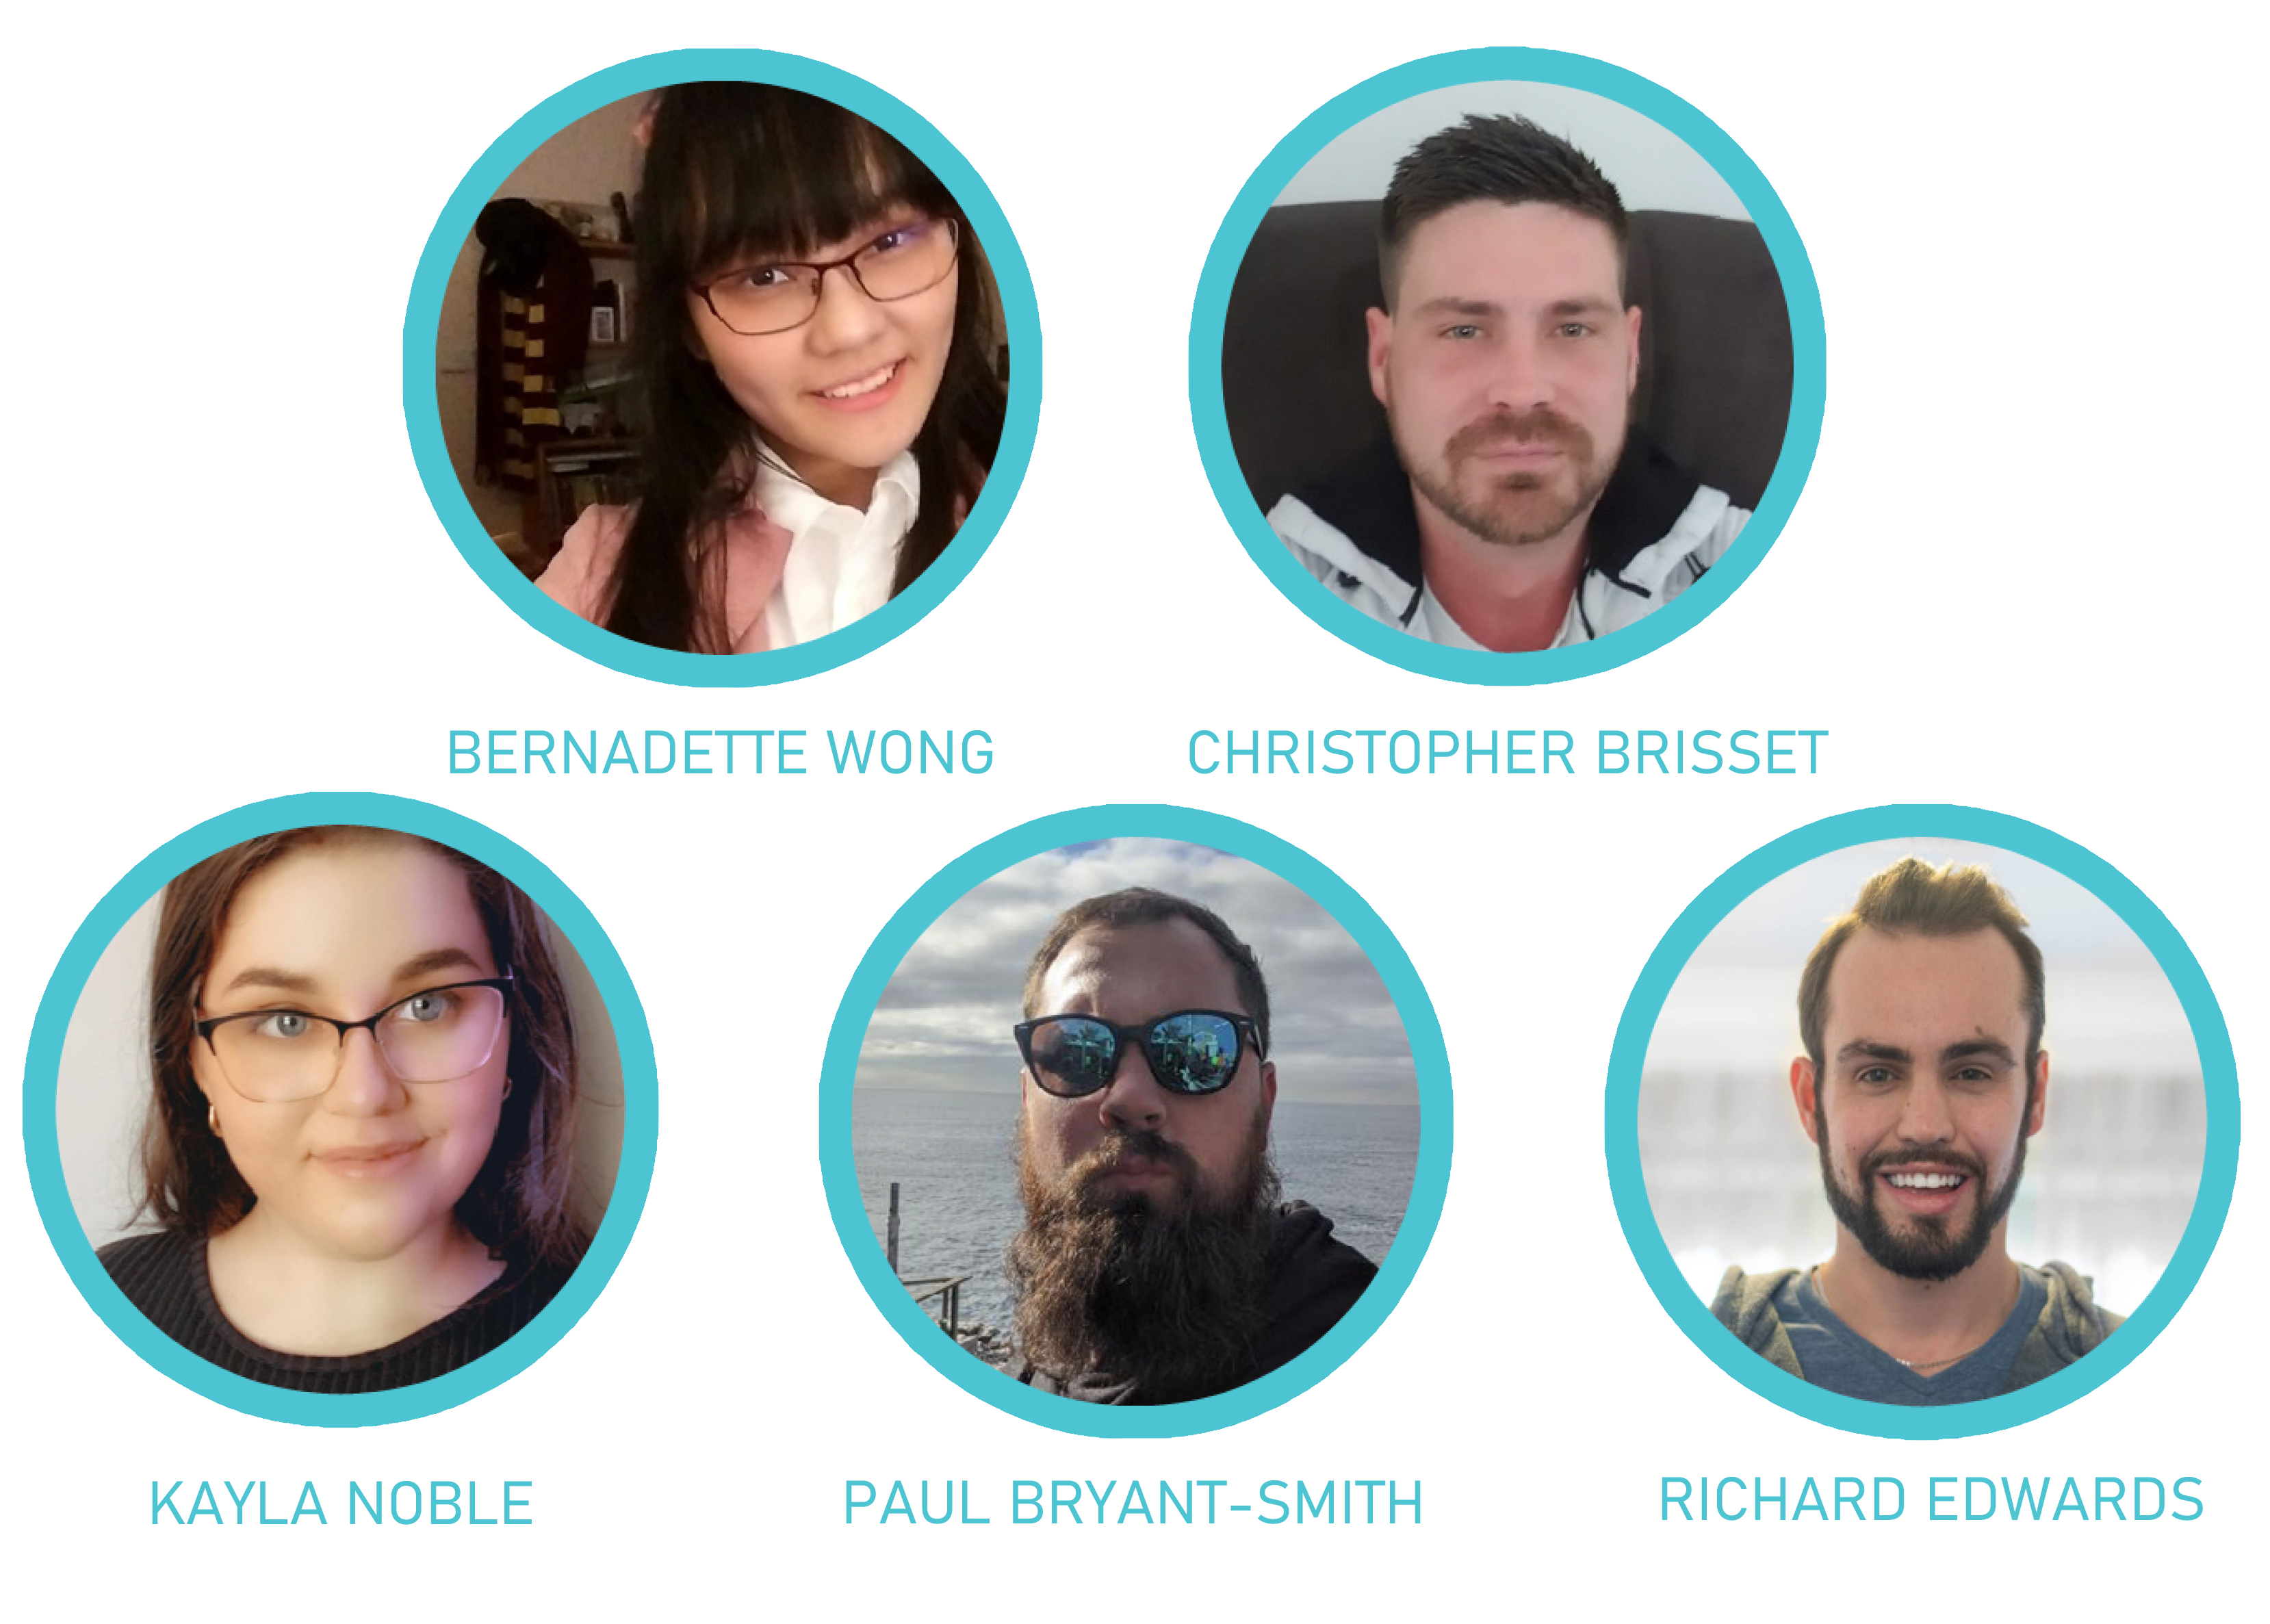 BERNADETTE WONG
CHRISTOPHER BRISSET
KAYLA NOBLE
PAUL BRYANT-SMITH
RICHARD EDWARDS